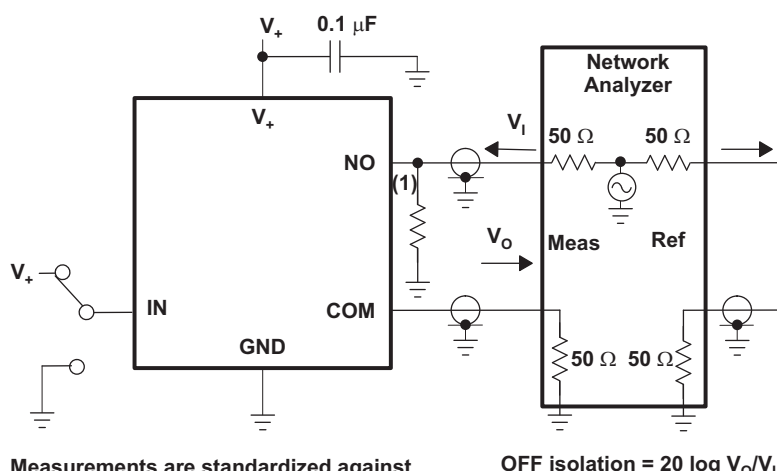 V+
0.1 μF
V+
Network
Analyzer
VI
50 Ω
50 Ω
NO
(1)
VO
Meas
Ref
V+
IN
COM
GND
50 Ω
50 Ω
Measurements are standardized against
OFF isolation = 20 log VO/VI